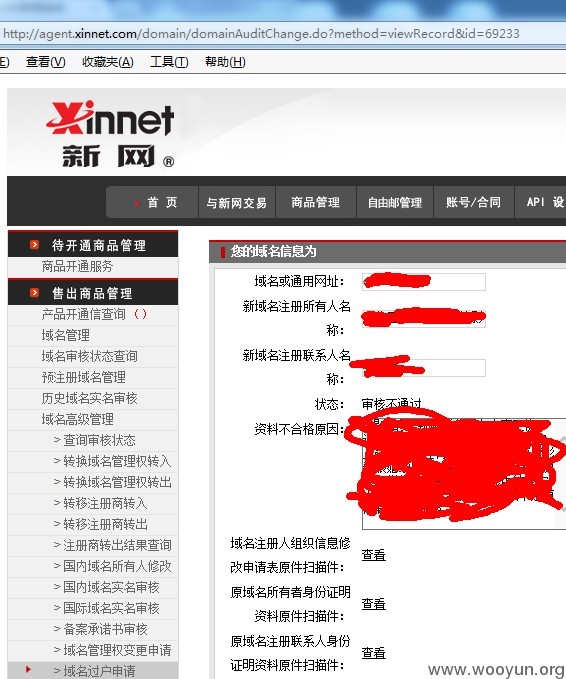 http://agent.xinnet.com/domain/domainAuditChange.do?method=viewRecord&id=69233
E) 查看(V) 收藏夹(A) 工具(T) 帮助(H)
Xinnet
新网®
首 页 与新网交易 商品管理 自由邮管理 账号/合同 API 设
待开通商品管理
商品开通服务
售出商品管理
产品开通信查询 ( )
域名管理
域名审核状态查询
预注册域名管理
历史域名实名审核
域名高级管理
> 查询审核状态
> 转换域名管理权转入
> 转换域名管理权转出
> 转移注册商转入
> 转移注册商转出
> 注册商转出结果查询
> 国内域名所有人修改
> 国内域名实名审核
> 国际域名实名审核
> 备案承诺书审核
> 域名管理权变更申请
> 域名过户申请
您的域名信息为
域名或通用网址:
新域名注册所有人名
称:
新域名注册联系人名
称:
状态: 审核不通过
资料不合格原因:
域名注册人组织信息修
改申请表原件扫描件: 查看
原域名所有者身份证明
资料原件扫描件: 查看
原域名注册联系人身份
证明资料原件扫描件: 查看
www.wooyun.org